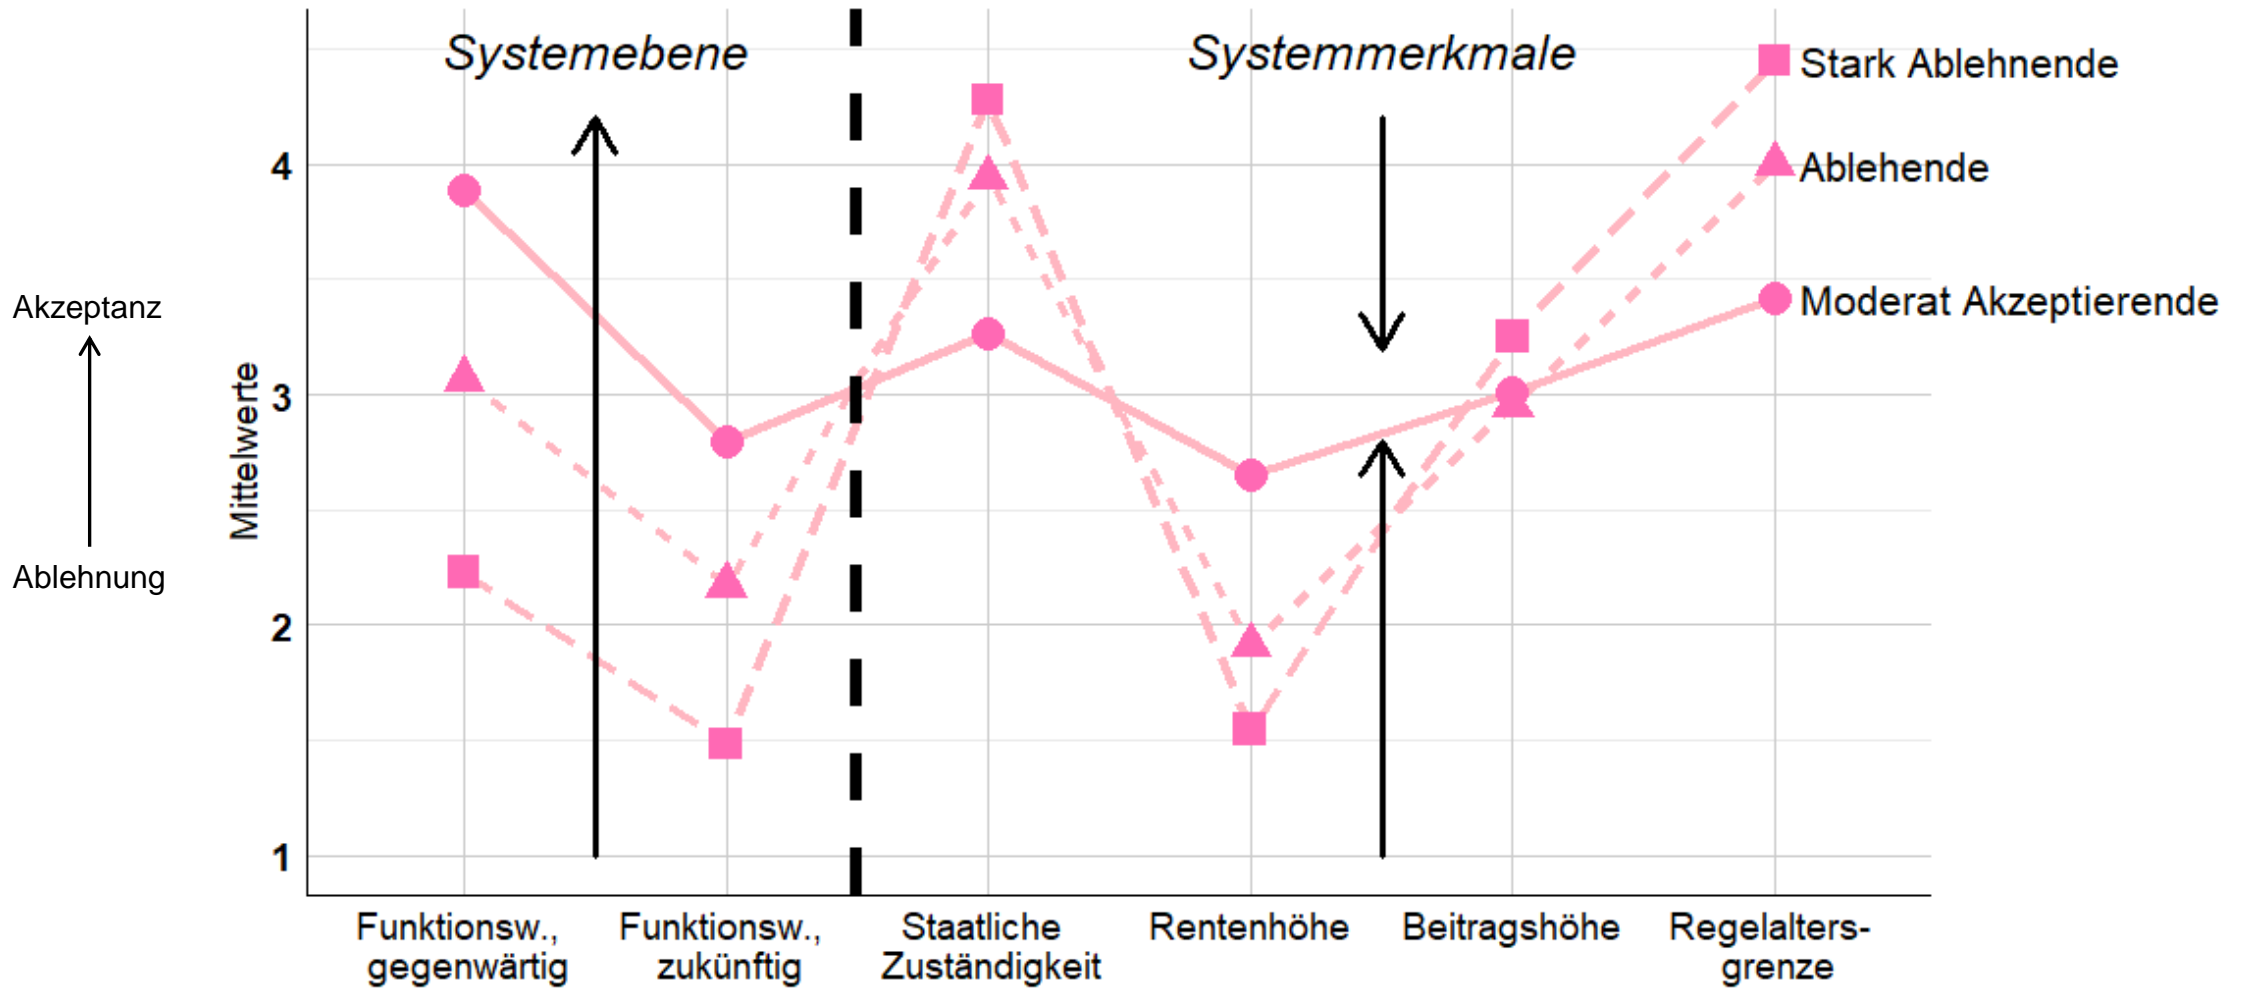 Systemebene
Systemmerkmale
Stark Ablehnende
4
Ablehende
Akzeptanz
Moderat Akzeptierende
3
Mittelwerte
Ablehnung
2
1
Funktionsw.,
gegenwärtig
Funktionsw.,
zukünftig
Staatliche
Zuständigkeit
Rentenhöhe
Beitragshöhe
Regelalters-
grenze